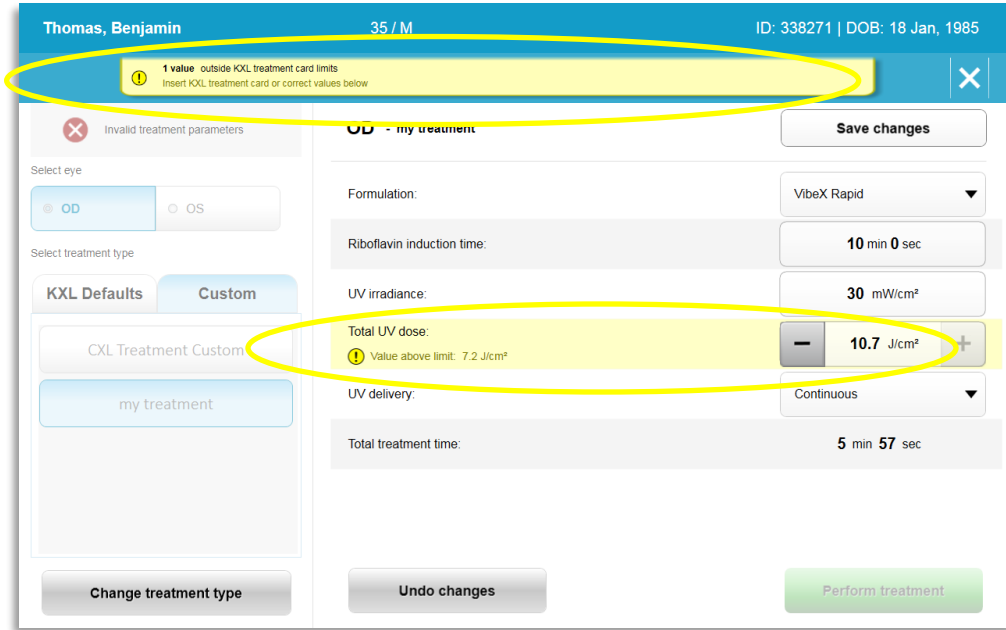 Thomas, Benjamin 35 / M ID: 338271 | DOB: 18 Jan, 1985
1 value outside KXL treatment card limits
Insert KXL treatment card or correct values below
Invalid treatment parameters
OD - my treatment
Save changes
Select eye
OD OS
Select treatment type
KXL Defaults Custom
CXL Treatment Custom
my treatment
Change treatment type
Formulation: VibeX Rapid
Riboflavin induction time: 10 min 0 sec
UV irradiance: 30 mW/cm²
Total UV dose: 10.7 J/cm²
Value above limit: 7.2 J/cm²
UV delivery: Continuous
Total treatment time: 5 min 57 sec
Undo changes
Perform treatment